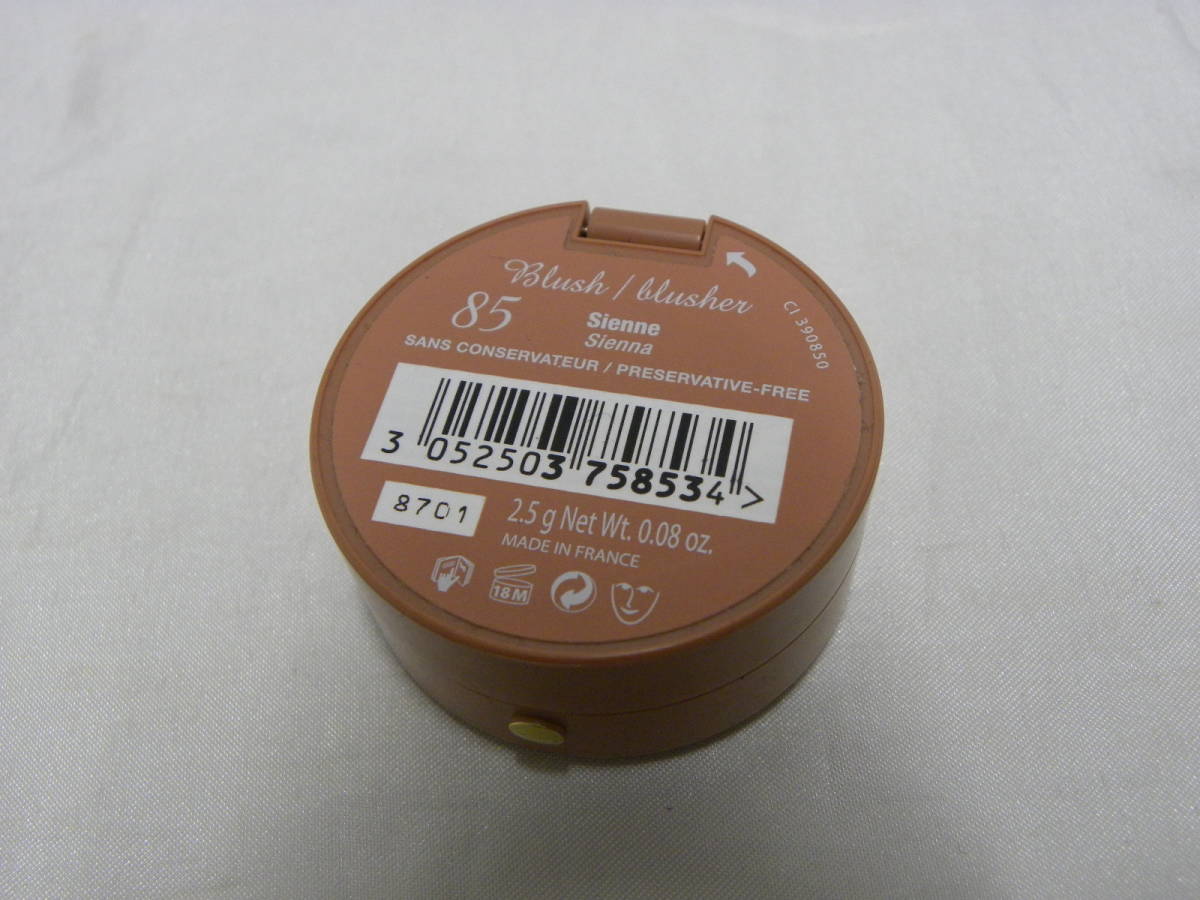 Blush / blusher
85 Sienne
Sienna
CI 390850
SANS CONSERVATEUR / PRESERVATIVE-FREE
3 052503 758534 >
8701
2.5 g Net Wt. 0.08 oz.
MADE IN FRANCE
18M